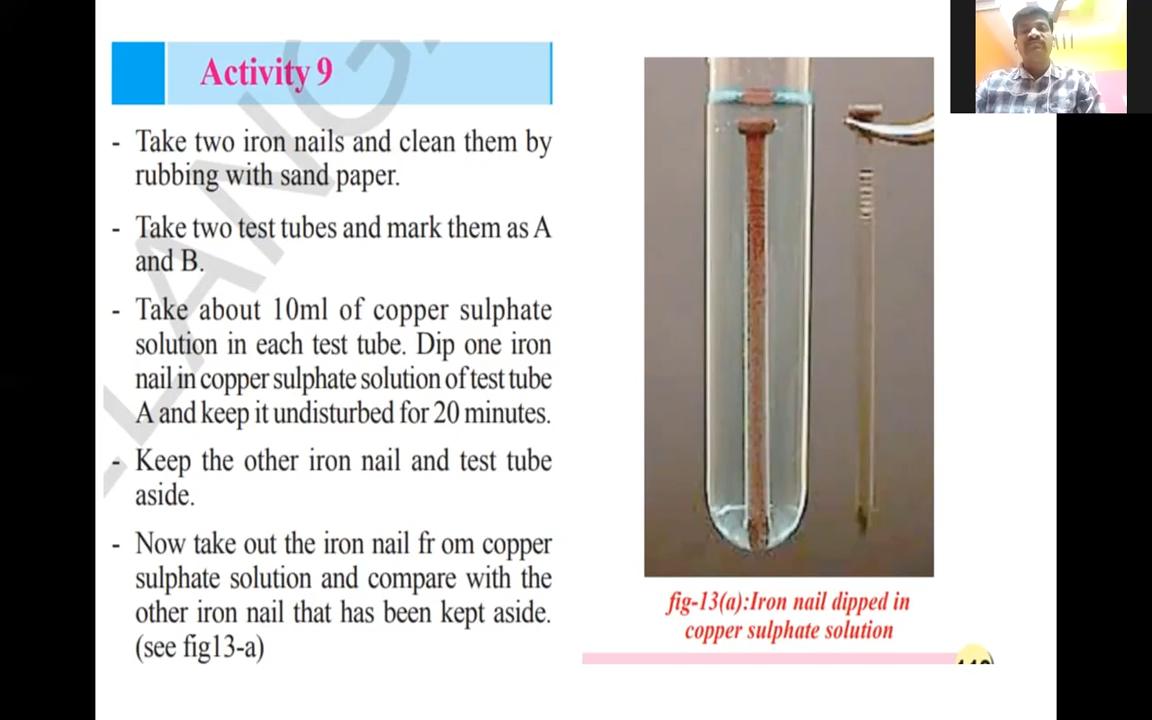 Activity 9
- Take two iron nails and clean them by
rubbing with sand paper.
- Take two test tubes and mark them as A
and B.
- Take about 10ml of copper sulphate
solution in each test tube. Dip one iron
nail in copper sulphate solution of test tube
A and keep it undisturbed for 20 minutes.
- Keep the other iron nail and test tube
aside.
- Now take out the iron nail fr om copper
sulphate solution and compare with the
other iron nail that has been kept aside.
(see fig13-a)
fig-13(a):Iron nail dipped in
copper sulphate solution